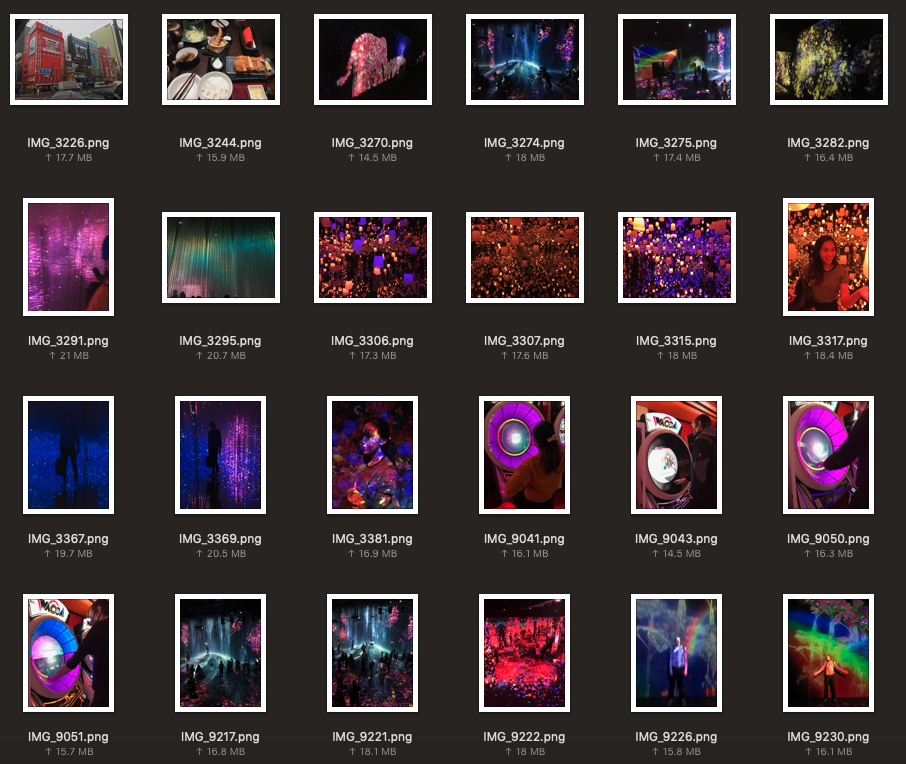 IMG_3226.png
↑ 17.7 MB
IMG_3244.png
↑ 15.9 MB
IMG_3270.png
↑ 14.5 MB
IMG_3274.png
↑ 18 MB
IMG_3275.png
↑ 17.4 MB
IMG_3282.png
↑ 16.4 MB
IMG_3291.png
↑ 21 MB
IMG_3295.png
↑ 20.7 MB
IMG_3306.png
↑ 17.3 MB
IMG_3307.png
↑ 17.6 MB
IMG_3315.png
↑ 18 MB
IMG_3317.png
↑ 18.4 MB
WACCA
IMG_3367.png
↑ 19.7 MB
IMG_3369.png
↑ 20.5 MB
IMG_3381.png
↑ 16.9 MB
IMG_9041.png
↑ 16.1 MB
IMG_9043.png
↑ 14.5 MB
IMG_9050.png
↑ 16.3 MB
WACCA
IMG_9051.png
↑ 15.7 MB
IMG_9217.png
↑ 16.8 MB
IMG_9221.png
↑ 18.1 MB
IMG_9222.png
↑ 18 MB
IMG_9226.png
↑ 15.8 MB
IMG_9230.png
↑ 16.1 MB